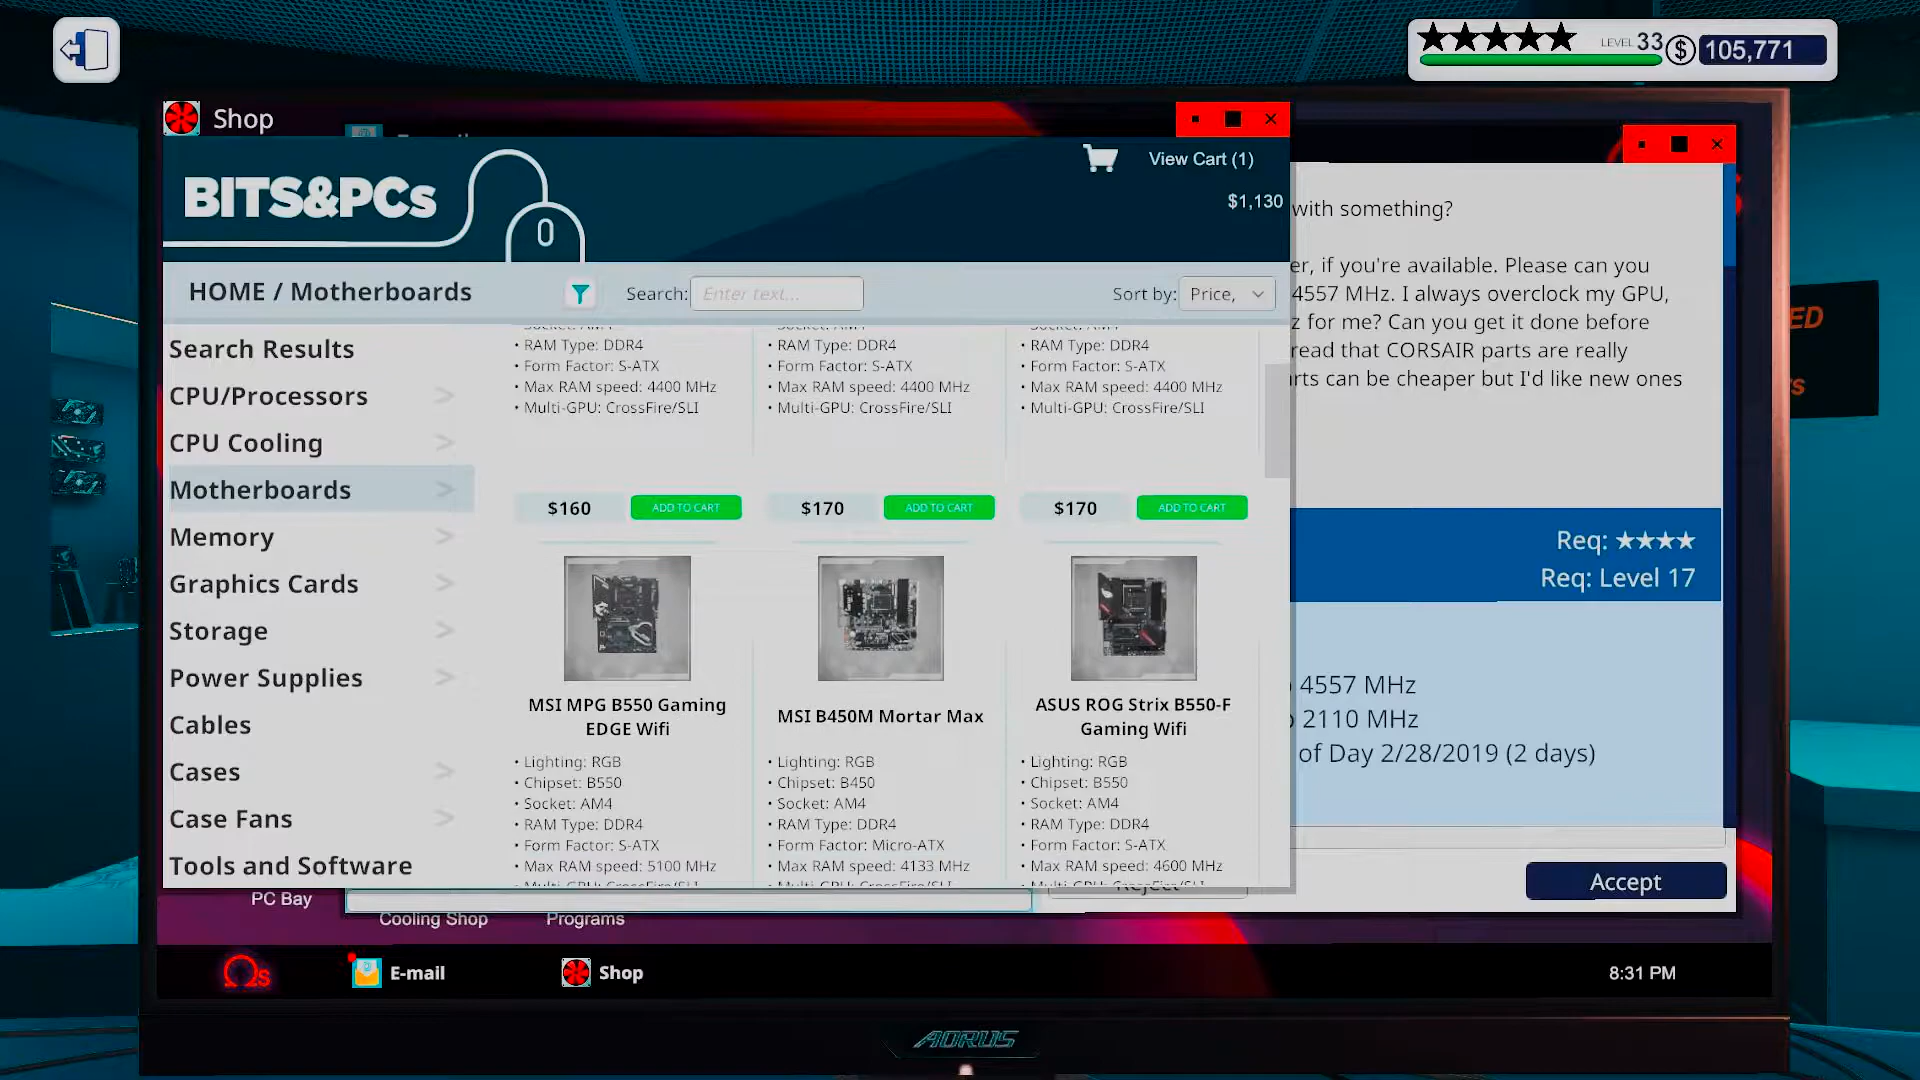 LEVEL 33
$ 105,771
Shop
View Cart (1)
BITS&PCs
$1,130
with something?
HOME / Motherboards
Search:
Enter text...
Sort by:
Price,
er, if you're available. Please can you
4557 MHz. I always overclock my GPU,
z for me? Can you get it done before
read that CORSAIR parts are really
rts can be cheaper but I'd like new ones
Search Results
CPU/Processors >
CPU Cooling >
Motherboards >
Memory >
Graphics Cards >
Storage >
Power Supplies >
Cables
Cases >
Case Fans >
Tools and Software
• RAM Type: DDR4
• Form Factor: S-ATX
• Max RAM speed: 4400 MHz
• Multi-GPU: CrossFire/SLI
$160
ADD TO CART
• RAM Type: DDR4
• Form Factor: S-ATX
• Max RAM speed: 4400 MHz
• Multi-GPU: CrossFire/SLI
$170
ADD TO CART
• RAM Type: DDR4
• Form Factor: S-ATX
• Max RAM speed: 4400 MHz
• Multi-GPU: CrossFire/SLI
$170
ADD TO CART
MSI MPG B550 Gaming
EDGE Wifi
• Lighting: RGB
• Chipset: B550
• Socket: AM4
• RAM Type: DDR4
• Form Factor: S-ATX
• Max RAM speed: 5100 MHz
MSI B450M Mortar Max
• Lighting: RGB
• Chipset: B450
• Socket: AM4
• RAM Type: DDR4
• Form Factor: Micro-ATX
• Max RAM speed: 4133 MHz
ASUS ROG Strix B550-F
Gaming Wifi
• Lighting: RGB
• Chipset: B550
• Socket: AM4
• RAM Type: DDR4
• Form Factor: S-ATX
• Max RAM speed: 4600 MHz
Req: ★★★★
Req: Level 17
4557 MHz
2110 MHz
of Day 2/28/2019 (2 days)
Accept
PC Bay
Cooling Shop
Programs
E-mail
Shop
8:31 PM
AORUS